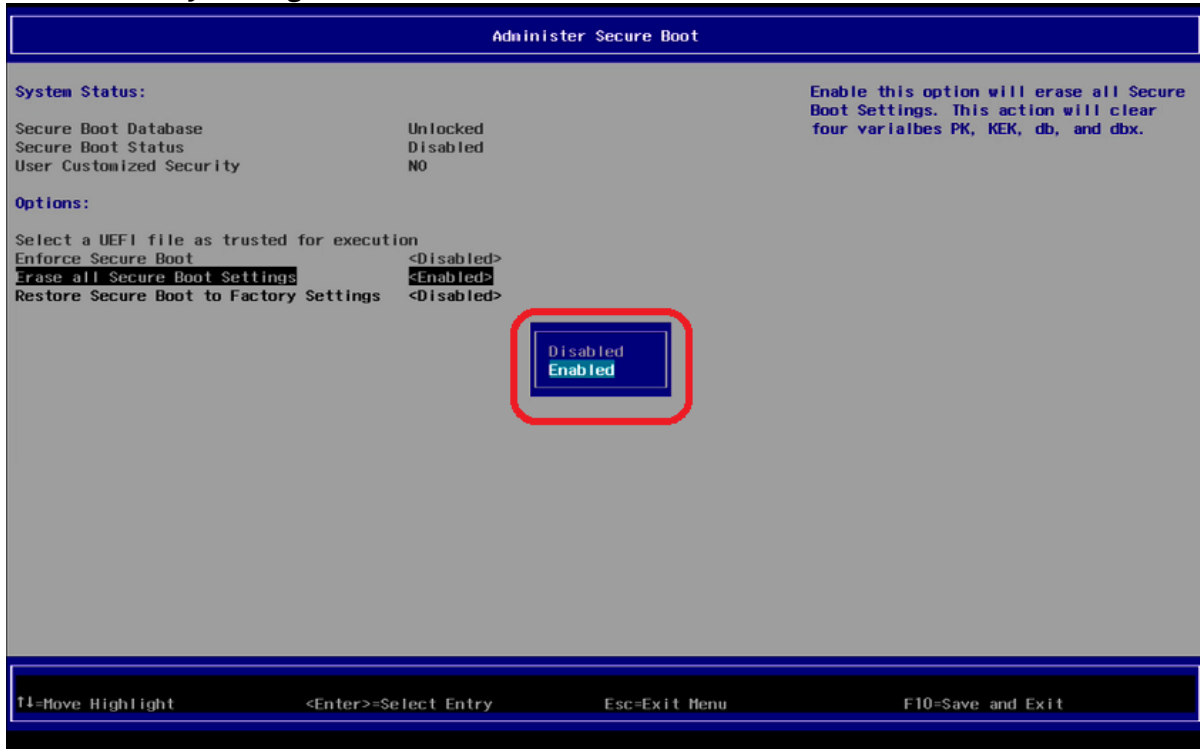 Administer Secure Boot
System Status:
Secure Boot Database Unlocked
Secure Boot Status Disabled
User Customized Security NO
Options:
Select a UEFI file as trusted for execution
Enforce Secure Boot <Disabled>
Erase all Secure Boot Settings <Enabled>
Restore Secure Boot to Factory Settings <Disabled>
Enable this option will erase all Secure
Boot Settings. This action will clear
four varialbes PK, KEK, db, and dbx.
Disabled
Enabled
↑↓=Move Highlight <Enter>=Select Entry Esc=Exit Menu F10=Save and Exit